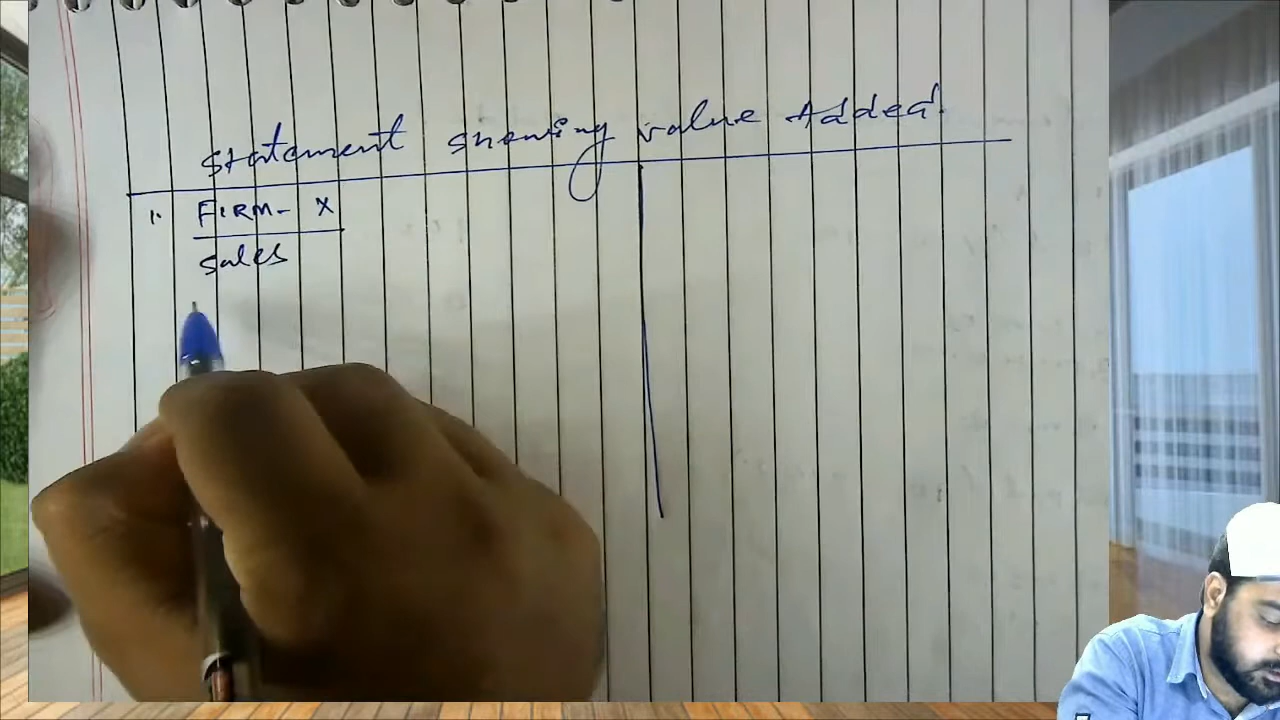 Statement showing value Added.
1. FIRM- X
Sales